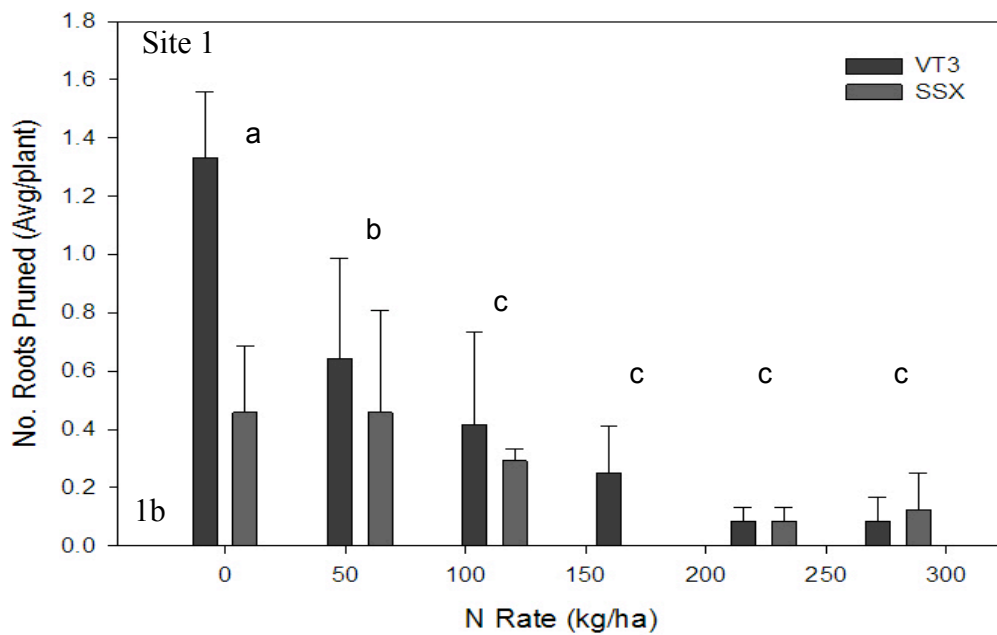 Site 1
VT3
SSX
1.8
1.6
1.4
1.2
1.0
0.8
0.6
0.4
0.2
0.0
No. Roots Pruned (Avg/plant)
a
b
c
c
c
c
1b
0
50
100
150
200
250
300
N Rate (kg/ha)